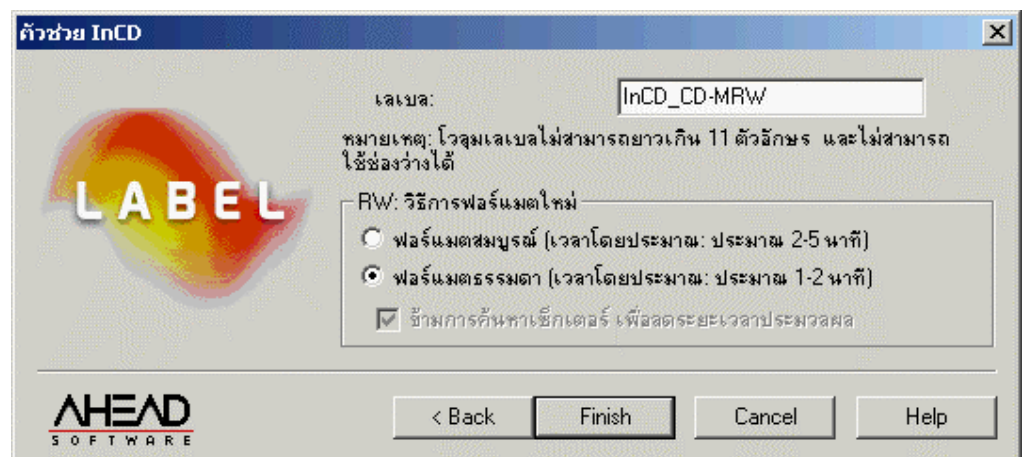 ตัวช่วย InCD
เลเบล: InCD_CD-MRW
หมายเหตุ: โวลุมเลเบลไม่สามารถยาวเกิน 11 ตัวอักษร และไม่สามารถ
ใช้ช่องว่างได้
LABEL
RW: วิธีการฟอร์แมตใหม่
ฟอร์แมตสมบูรณ์ (เวลาโดยประมาณ: ประมาณ 2-5 นาที)
ฟอร์แมตธรรมดา (เวลาโดยประมาณ: ประมาณ 1-2 นาที)
ข้ามการค้นหาเซ็กเตอร์ เพื่อลดระยะเวลาประมวลผล
AHEAD
SOFTWARE
< Back Finish Cancel Help